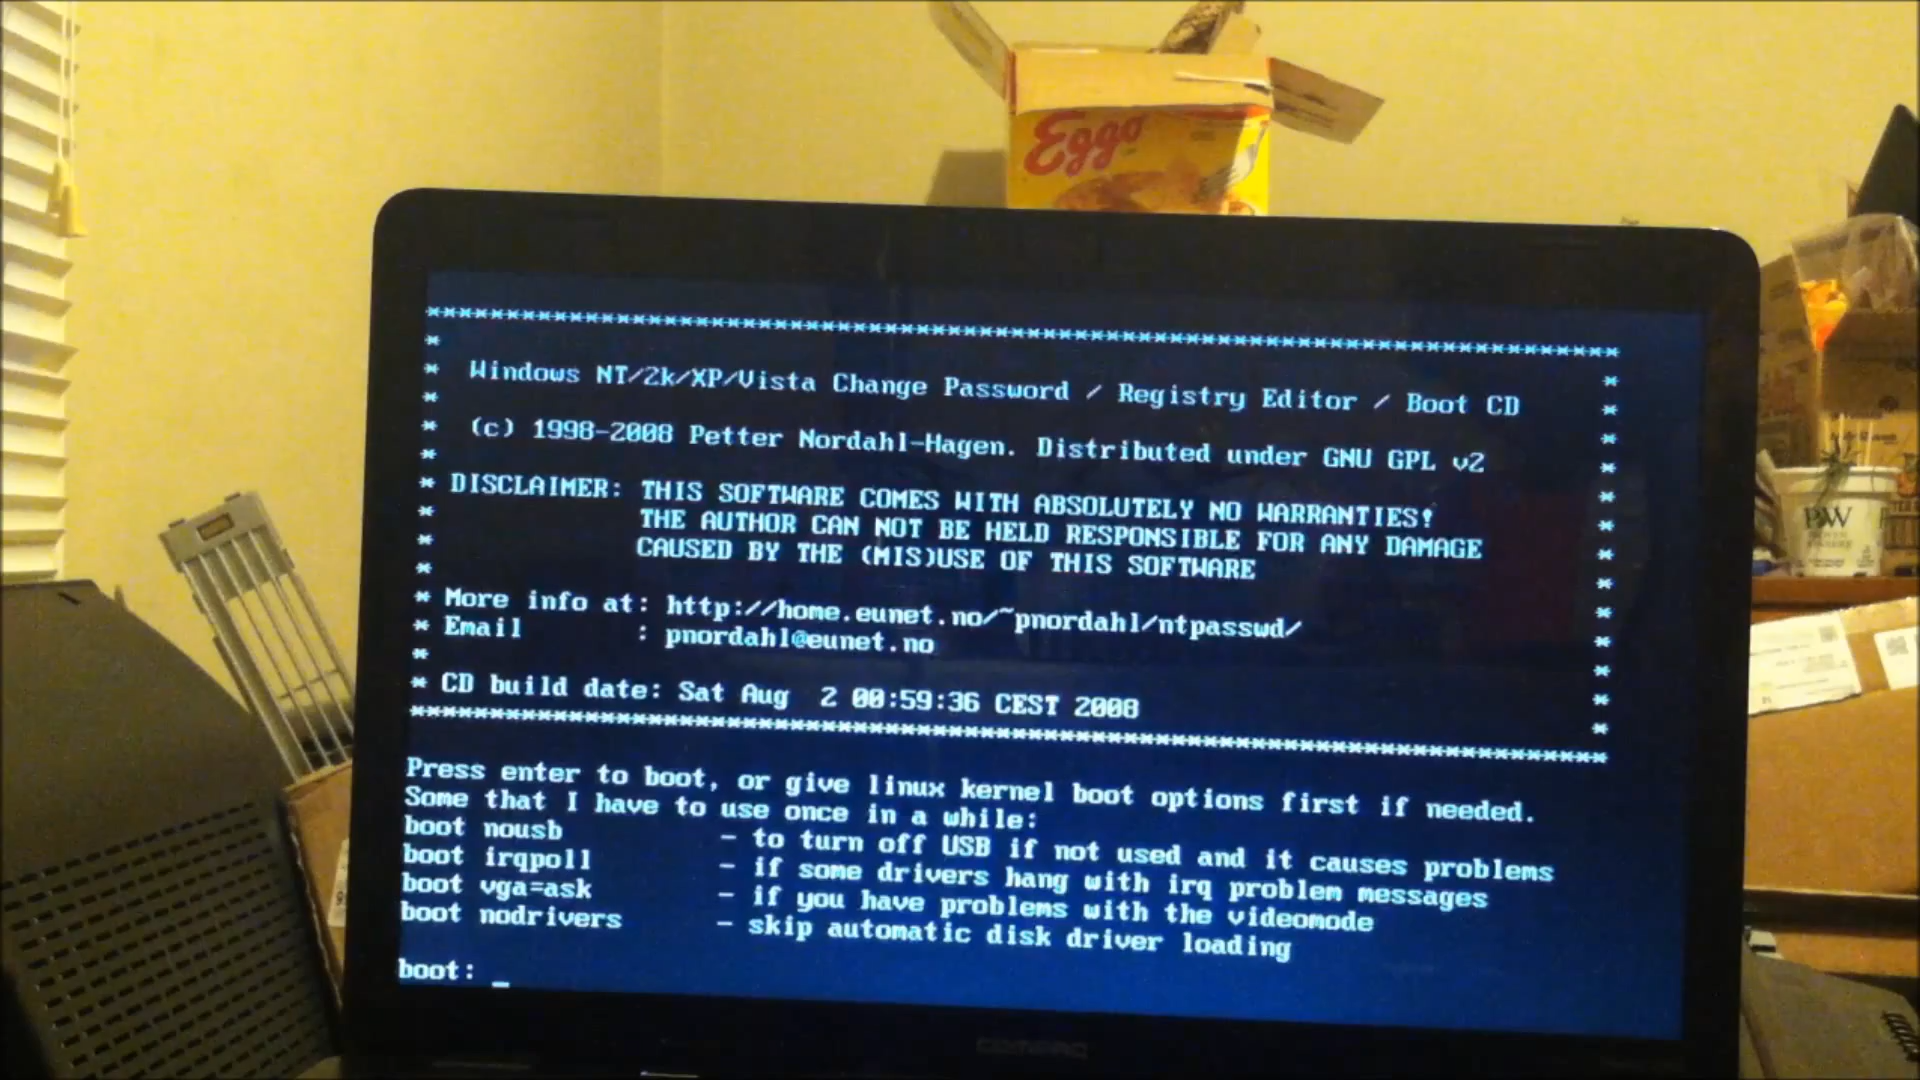 Eggo
*********************************************************************
*
* Windows NT/2k/XP/Vista Change Password / Registry Editor / Boot CD *
* *
* (c) 1998-2008 Petter Nordahl-Hagen. Distributed under GNU GPL v2 *
* *
* DISCLAIMER: THIS SOFTWARE COMES WITH ABSOLUTELY NO WARRANTIES! *
* THE AUTHOR CAN NOT BE HELD RESPONSIBLE FOR ANY DAMAGE *
* CAUSED BY THE (MIS)USE OF THIS SOFTWARE *
* *
* More info at: http://home.eunet.no/~pnordahl/ntpasswd/ *
* Email : pnordahl@eunet.no *
* *
* CD build date: Sat Aug 2 00:59:36 CEST 2008 *
*********************************************************************
Press enter to boot, or give linux kernel boot options first if needed.
Some that I have to use once in a while:
boot nousb - to turn off USB if not used and it causes problems
boot irqpoll - if some drivers hang with irq problem messages
boot vga=ask - if you have problems with the videomode
boot nodrivers - skip automatic disk driver loading
boot: _
COMPAQ